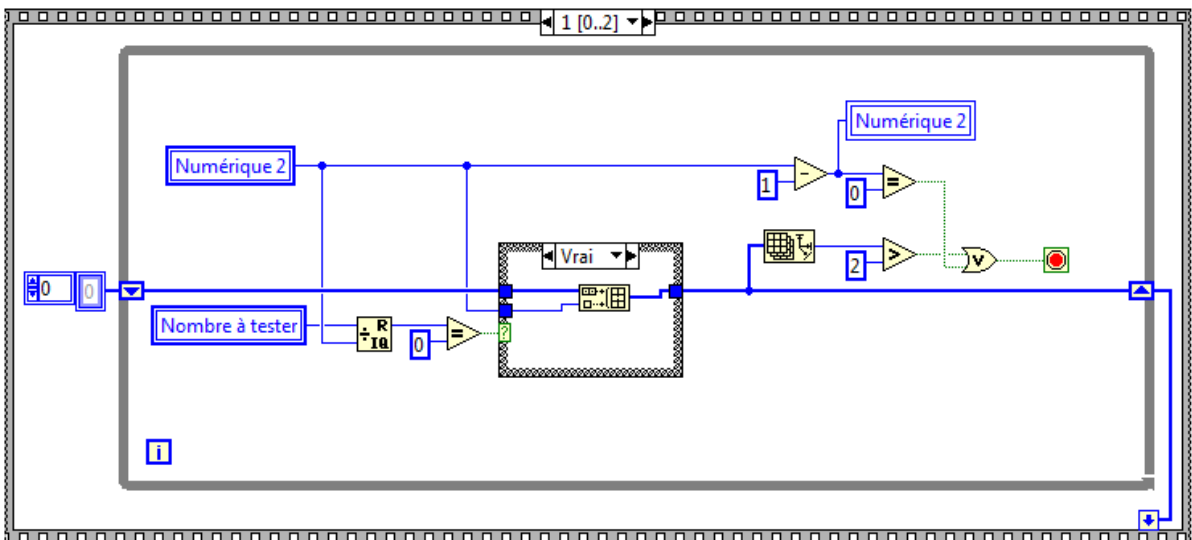 1 [0..2]
Numérique 2
Numérique 2
1
-
0
=
Vrai
2
>
V
0
0
Nombre à tester
R
IQ
0
=
?
i